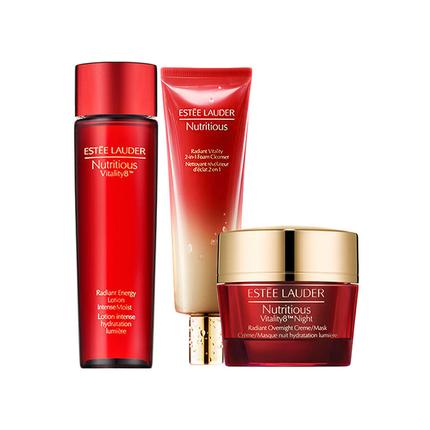 ESTĒE LAUDER
Nutritious
Vitality8™
Radiant Energy
Lotion
Intense Moist
Lotion intense
hydratation
lumière
ESTĒE LAUDER
Nutritious
Radiant Vitality
2-in-1 Foam Cleanser
Nettoyant révélateur
d'éclat 2 en 1
ESTĒE LAUDER
Nutritious
Vitality8™ Night
Radiant Overnight Creme/Mask
Crème/Masque nuit hydratation lumière